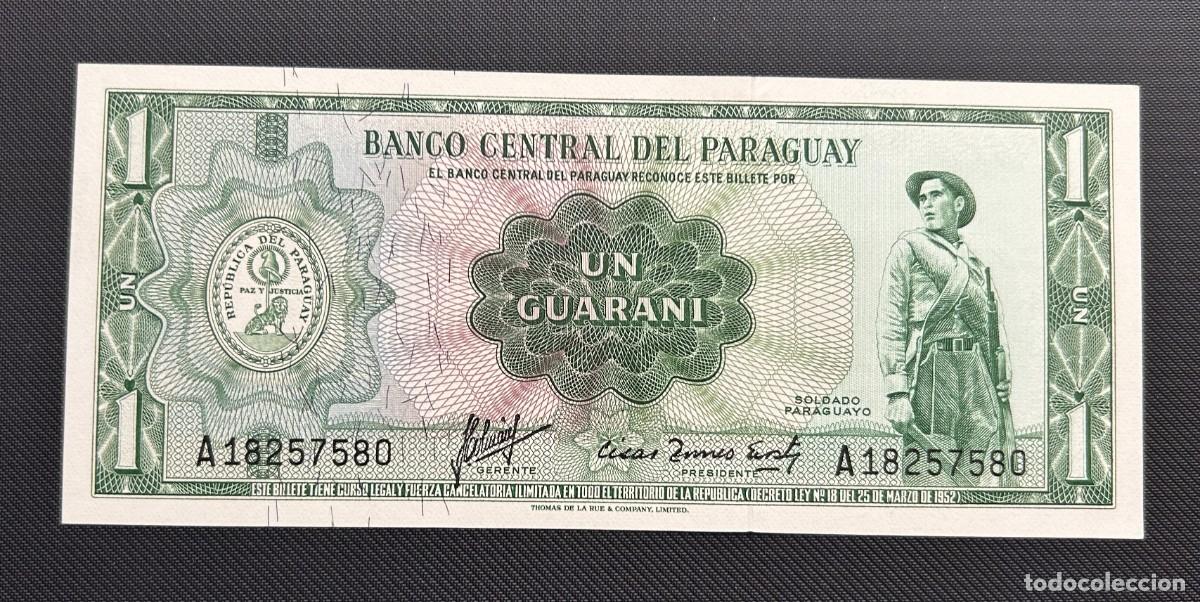 1
1
BANCO CENTRAL DEL PARAGUAY
EL BANCO CENTRAL DEL PARAGUAY RECONOCE ESTE BILLETE POR
REPÚBLICA DEL PARAGUAY
PAZ Y JUSTICIA
UN
UN
GUARANI
UN
SOLDADO
PARAGUAYO
1
1
A18257580
GERENTE
PRESIDENTE
A18257580
ESTE BILLETE TIENE CURSO LEGAL Y FUERZA CANCELATORIA ILIMITADA EN TODO EL TERRITORIO DE LA REPUBLICA (DECRETO LEY Nº 18 DEL 25 DE MARZO DE 1952)
THOMAS DE LA RUE & COMPANY, LIMITED.
todocoleccion